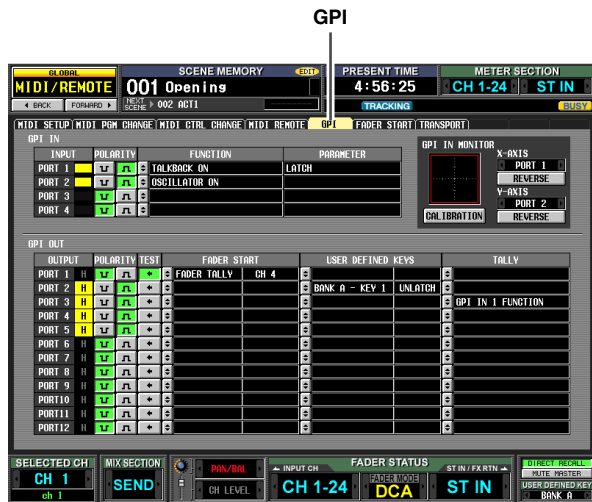 GPI
GLOBAL
MIDI/REMOTE
SCENE MEMORY
EDIT
001 Opening
PRESENT TIME
4:56:25
METER SECTION
CH 1-24
ST IN
BACK
FORWARD
NEXT SCENE
002 ACT1
TRACKING
BUSY
MIDI SETUP
MIDI PGM CHANGE
MIDI CTRL CHANGE
MIDI REMOTE
GPI
FADER START
TRANSPORT
GPI IN
INPUT POLARITY FUNCTION PARAMETER
PORT 1 TALKBACK ON LATCH
PORT 2 OSCILLATOR ON
PORT 3
PORT 4
GPI IN MONITOR
X-AXIS
PORT 1
REVERSE
Y-AXIS
PORT 2
CALIBRATION
REVERSE
GPI OUT
OUTPUT POLARITY TEST FADER START USER DEFINED KEYS TALLY
PORT 1 H FADER TALLY CH 4
PORT 2 H BANK A - KEY 1 UNLATCH
PORT 3 H GPI IN 1 FUNCTION
PORT 4 H
PORT 5 H
PORT 6 H
PORT 7 H
PORT 8 H
PORT 9 H
PORT10 H
PORT11 H
PORT12 H
SELECTED CH
CH 1
ch 1
MIX SECTION
SEND
PAN/BAL
CH LEVEL
INPUT CH
FADER STATUS
ST IN / FX RTN
CH 1-24
FADER MODE
DCA
ST IN
DIRECT RECALL
MUTE MASTER
USER DEFINED KEY
BANK A